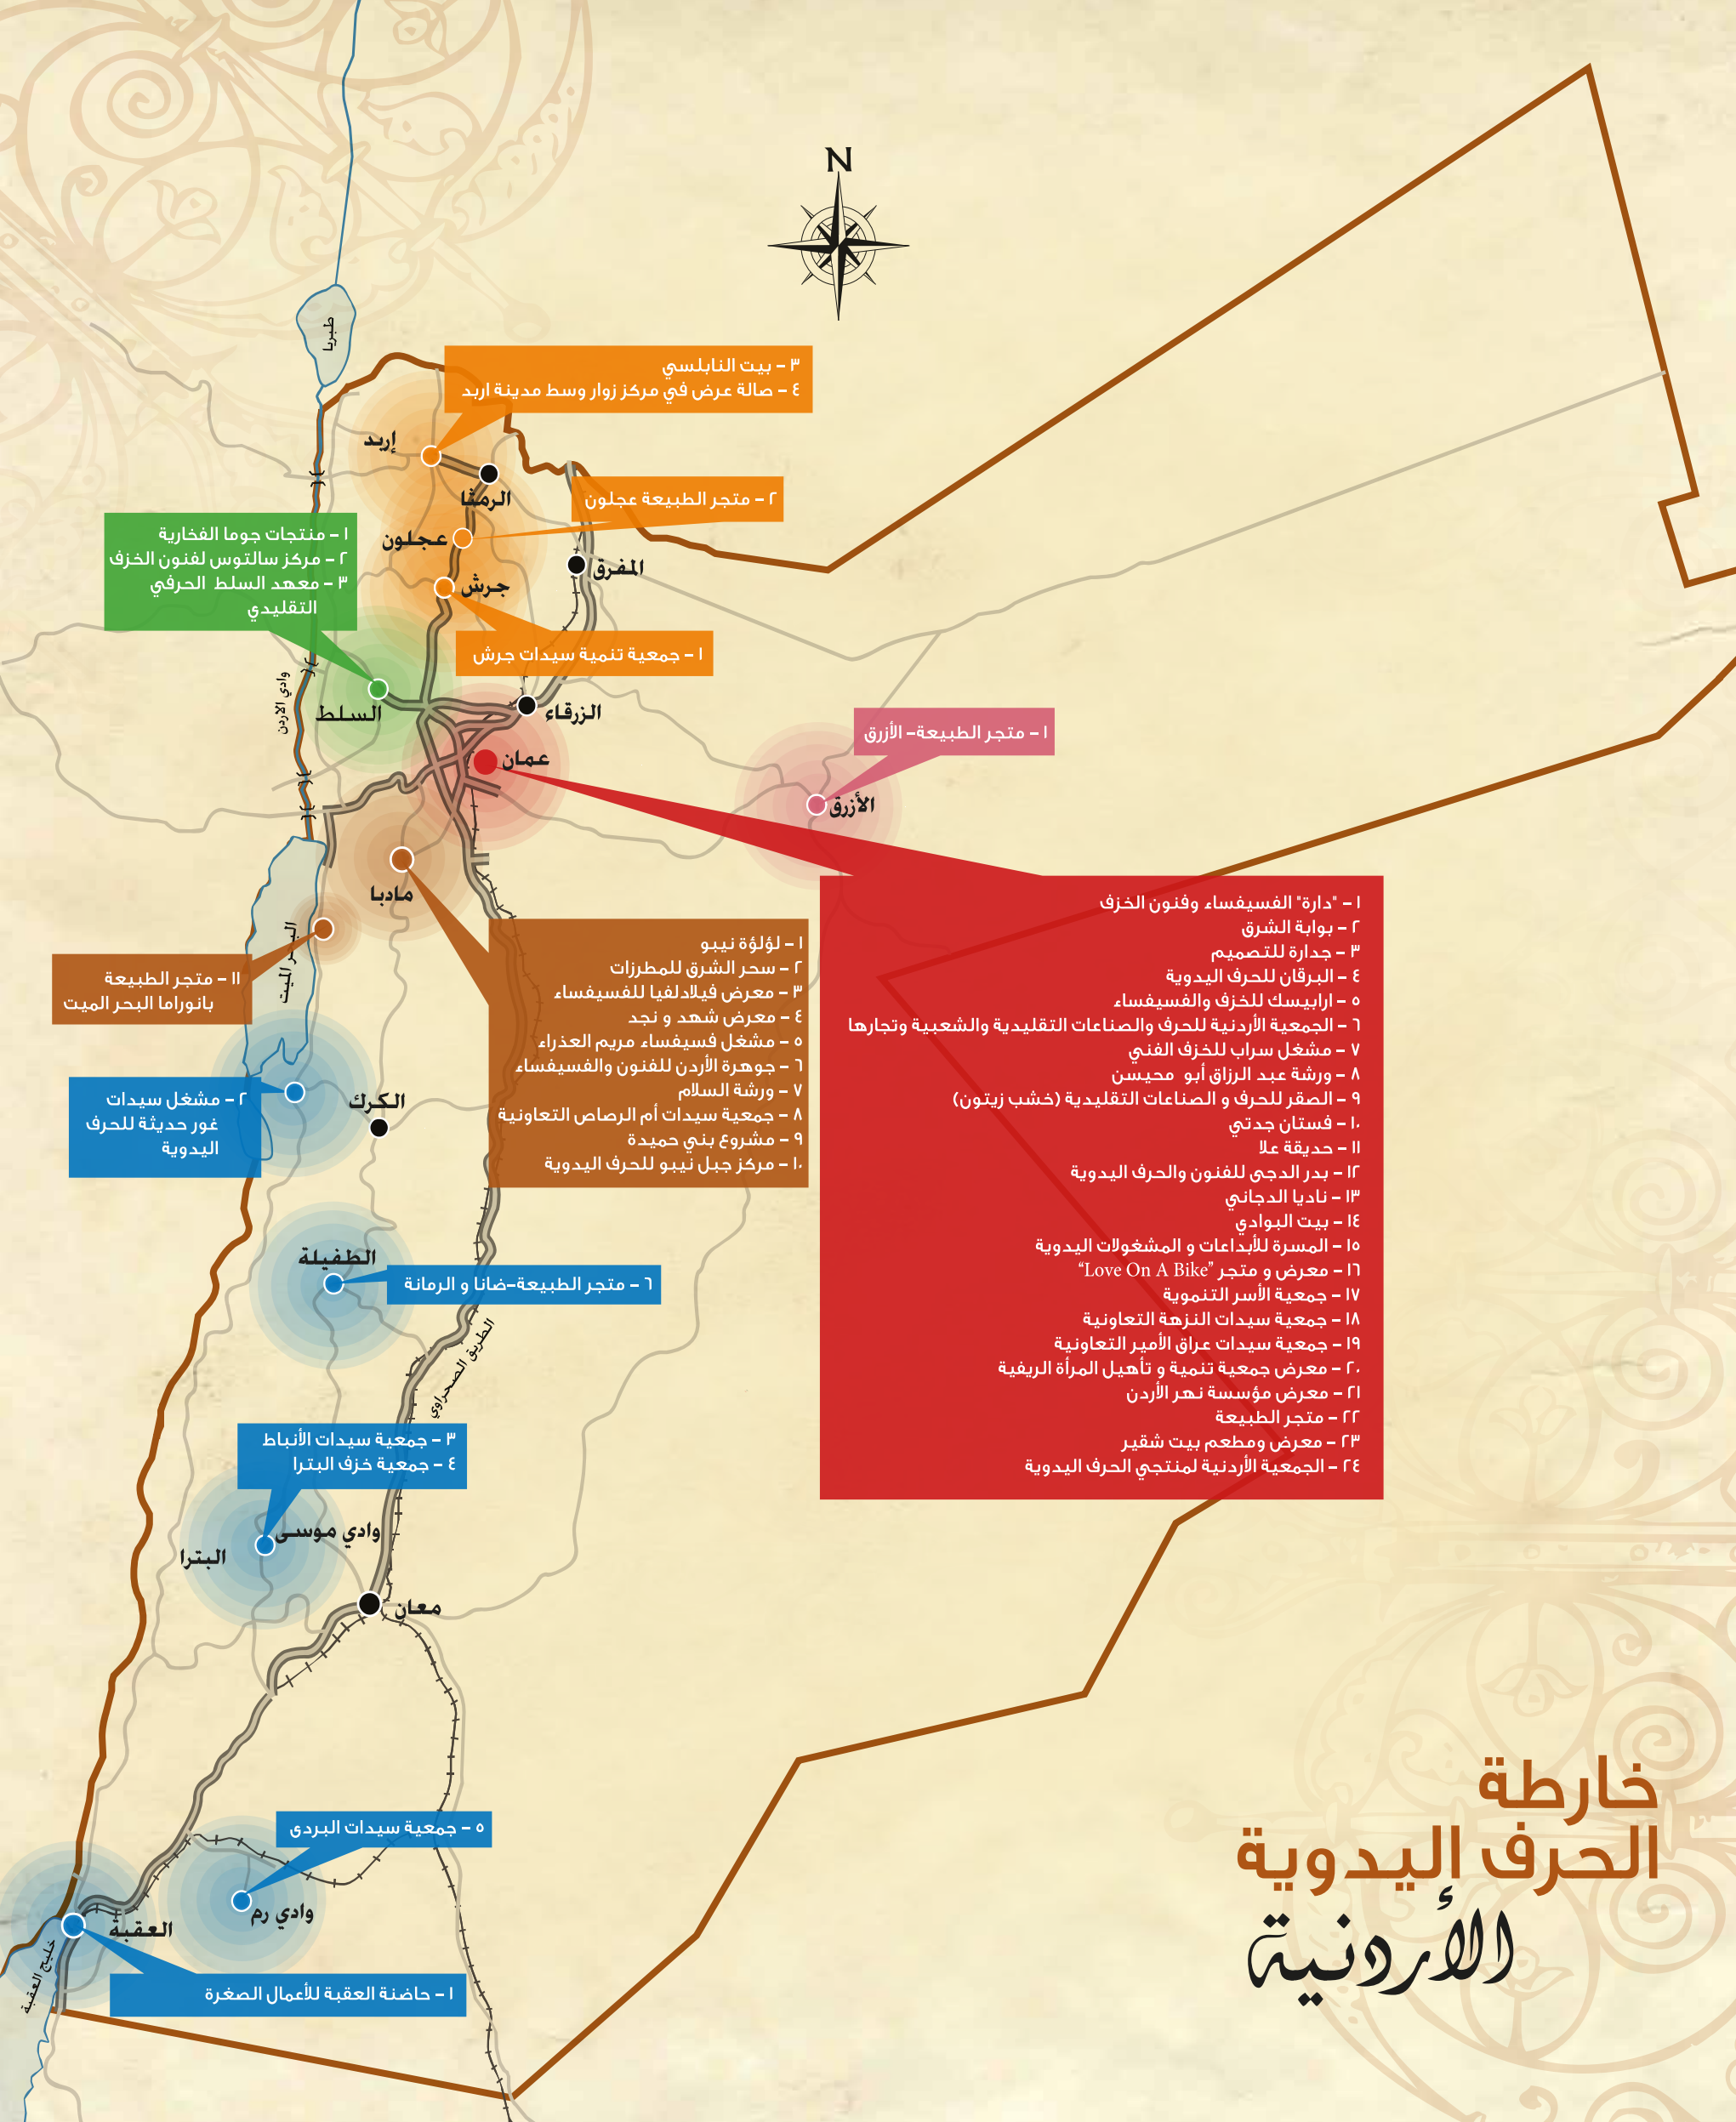 N
طبريا
٣ - بيت النابلسي
٤ - صالة عرض في مركز زوار وسط مدينة اربد
إربد
الرمثا
٢ - متجر الطبيعة عجلون
عجلون
المفرق
جرش
١ - منتجات جوما الفخارية
٢ - مركز سالتوس لفنون الخزف
٣ - معهد السلط الحرفي
التقليدي
١ - جمعية تنمية سيدات جرش
وادي الاردن
السلط
الزرقاء
عمان
١ - متجر الطبيعة- الأزرق
الأزرق
مادبا
البحر الميت
١١ - متجر الطبيعة
بانوراما البحر الميت
١ - لؤلؤة نيبو
٢ - سحر الشرق للمطرزات
٣ - معرض فيلادلفيا للفسيفساء
٤ - معرض شهد و نجد
٥ - مشغل فسيفساء مريم العذراء
٦ - جوهرة الأردن للفنون والفسيفساء
٧ - ورشة السلام
٨ - جمعية سيدات أم الرصاص التعاونية
٩ - مشروع بني حميدة
١٠ - مركز جبل نيبو للحرف اليدوية
١ - "دارة" الفسيفساء وفنون الخزف
٢ - بوابة الشرق
٣ - جدارة للتصميم
٤ - البرقان للحرف اليدوية
٥ - ارابيسك للخزف والفسيفساء
٦ - الجمعية الأردنية للحرف والصناعات التقليدية والشعبية وتجارها
٧ - مشغل سراب للخزف الفني
٨ - ورشة عبد الرزاق أبو محيسن
٩ - الصقر للحرف و الصناعات التقليدية (خشب زيتون)
١٠ - فستان جدتي
١١ - حديقة علا
١٢ - بدر الدجى للفنون والحرف اليدوية
١٣ - ناديا الدجاني
١٤ - بيت البوادي
١٥ - المسرة للأبداعات و المشغولات اليدوية
١٦ - معرض و متجر “Love On A Bike”
١٧ - جمعية الأسر التنموية
١٨ - جمعية سيدات النزهة التعاونية
١٩ - جمعية سيدات عراق الأمير التعاونية
٢٠ - معرض جمعية تنمية و تأهيل المرأة الريفية
٢١ - معرض مؤسسة نهر الأردن
٢٢ - متجر الطبيعة
٢٣ - معرض ومطعم بيت شقير
٢٤ - الجمعية الأردنية لمنتجي الحرف اليدوية
٢ - مشغل سيدات
غور حديثة للحرف
اليدوية
الكرك
الطفيلة
٦ - متجر الطبيعة-ضانا و الرمانة
الطريق الصحراوي
٣ - جمعية سيدات الأنباط
٤ - جمعية خزف البترا
وادي موسى
البترا
معان
٥ - جمعية سيدات البردى
وادي رم
العقبة
خليج العقبة
١ - حاضنة العقبة للأعمال الصغرة
خارطة
الحرف اليدوية
الأردنية